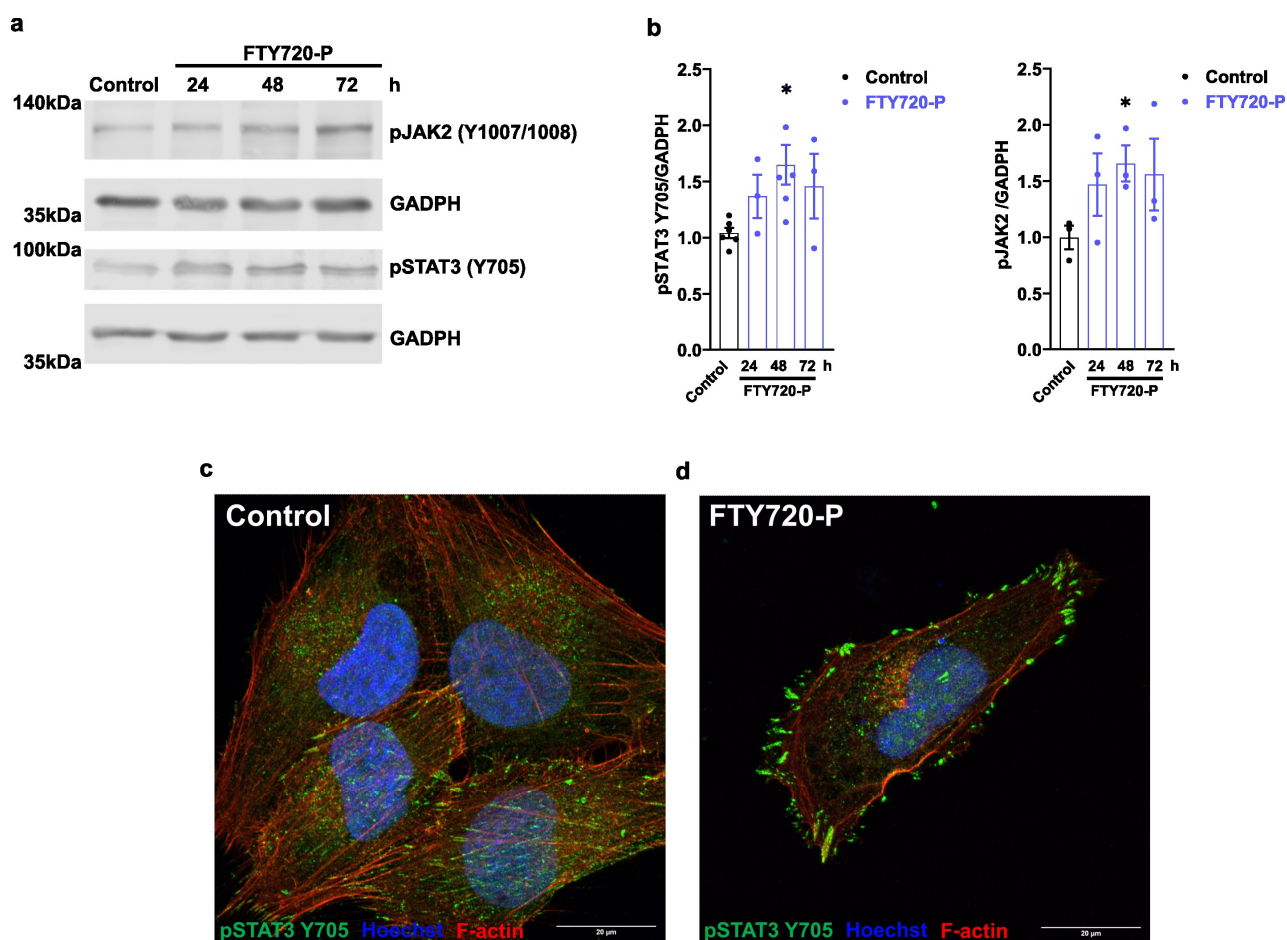 a
FTY720-P
Control 24 48 72 h
140kDa
pJAK2 (Y1007/1008)
GADPH
35kDa
100kDa
pSTAT3 (Y705)
GADPH
35kDa
b
pSTAT3 Y705/GADPH
2.5
2.0
1.5
1.0
0.5
0.0
*
Control
FTY720-P
Control 24 48 72 h
FTY720-P
pJAK2 /GADPH
2.5
2.0
1.5
1.0
0.5
0.0
*
Control
FTY720-P
Control 24 48 72 h
FTY720-P
c
Control
pSTAT3 Y705 Hoechst F-actin
20 µm
d
FTY720-P
pSTAT3 Y705 Hoechst F-actin
20 µm